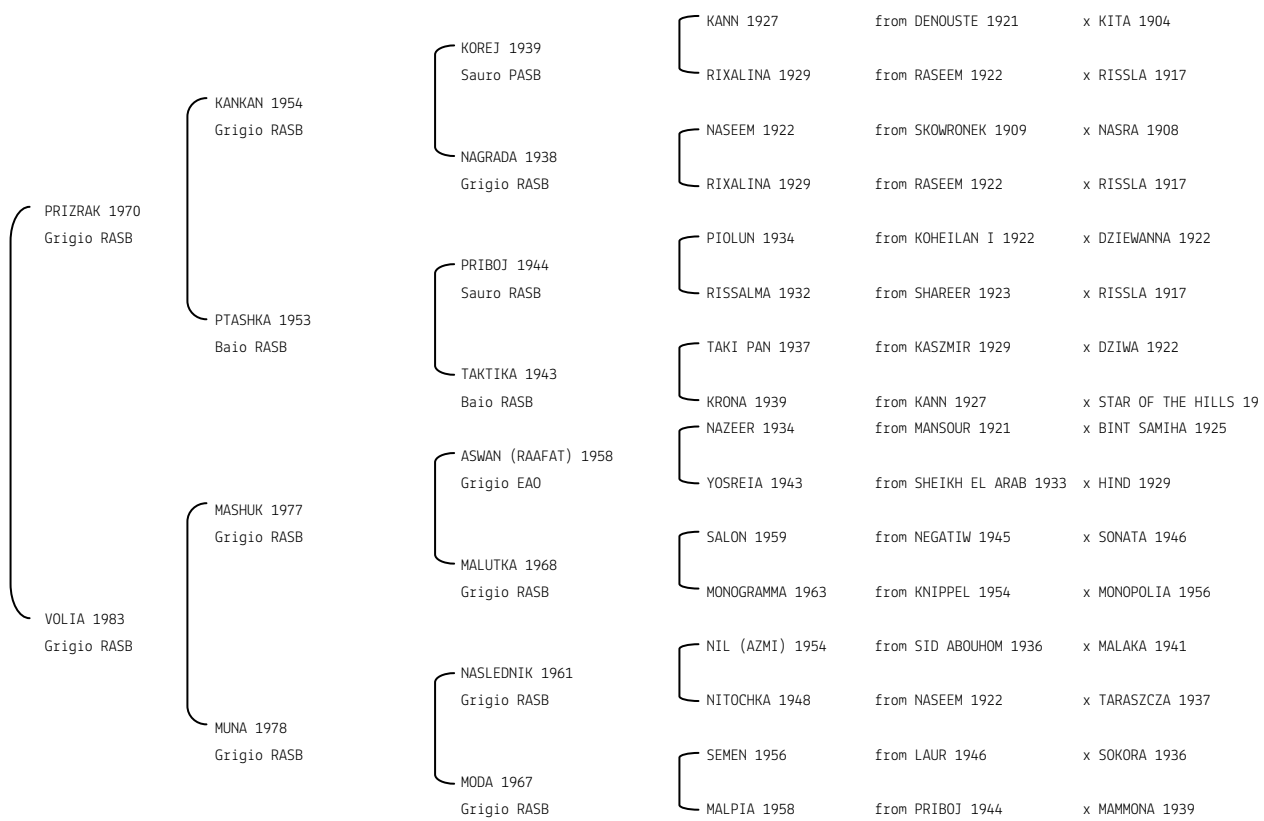 KANN 1927 from DENOUSTE 1921 x KITA 1904
KOREJ 1939
Sauro PASB RIXALINA 1929 from RASEEM 1922 x RISSLA 1917
KANKAN 1954
Grigio RASB NASEEM 1922 from SKOWRONEK 1909 x NASRA 1908
NAGRADA 1938
Grigio RASB RIXALINA 1929 from RASEEM 1922 x RISSLA 1917
PRIZRAK 1970
Grigio RASB PIOLUN 1934 from KOHEILAN I 1922 x DZIEWANNA 1922
PRIBOJ 1944
Sauro RASB RISSALMA 1932 from SHAREER 1923 x RISSLA 1917
PTASHKA 1953
Baio RASB TAKI PAN 1937 from KASZMIR 1929 x DZIWA 1922
TAKTIKA 1943
Baio RASB KRONA 1939 from KANN 1927 x STAR OF THE HILLS 19
NAZEER 1934 from MANSOUR 1921 x BINT SAMIHA 1925
ASWAN (RAAFAT) 1958
Grigio EAO YOSREIA 1943 from SHEIKH EL ARAB 1933 x HIND 1929
MASHUK 1977
Grigio RASB SALON 1959 from NEGATIW 1945 x SONATA 1946
MALUTKA 1968
Grigio RASB MONOGRAMMA 1963 from KNIPPEL 1954 x MONOPOLIA 1956
VOLIA 1983
Grigio RASB NIL (AZMI) 1954 from SID ABOUHOM 1936 x MALAKA 1941
NASLEDNIK 1961
Grigio RASB NITOCHKA 1948 from NASEEM 1922 x TARASZCZA 1937
MUNA 1978
Grigio RASB SEMEN 1956 from LAUR 1946 x SOKORA 1936
MODA 1967
Grigio RASB MALPIA 1958 from PRIBOJ 1944 x MAMMONA 1939